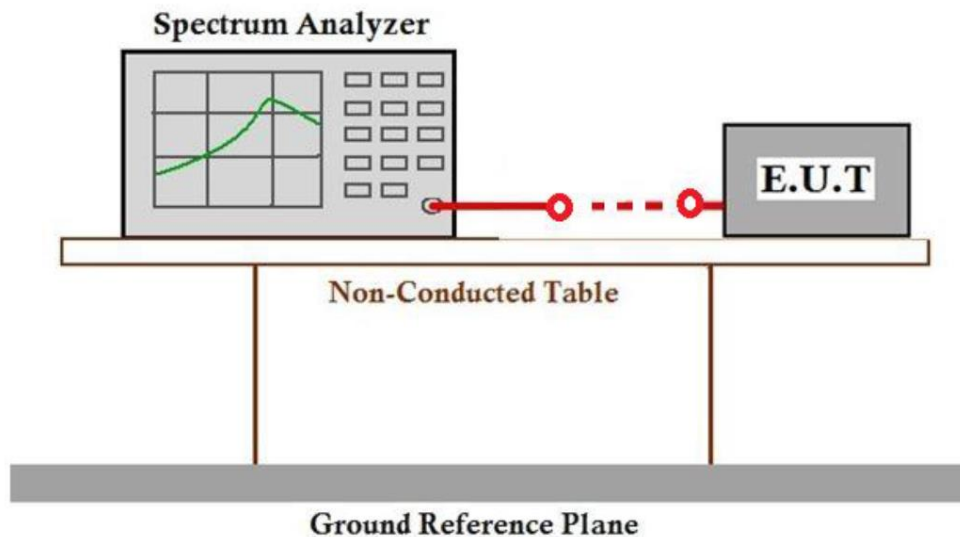 Spectrum Analyzer
E.U.T
Non-Conducted Table
Ground Reference Plane